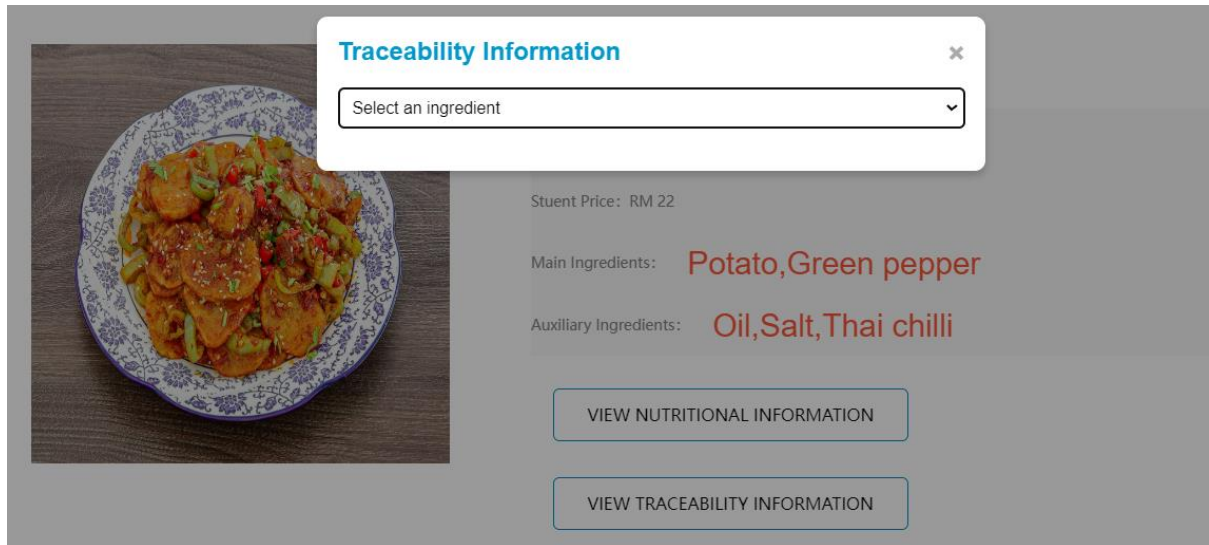 Traceability Information ×
Select an ingredient
Stuent Price: RM 22
Main Ingredients: Potato,Green pepper
Auxiliary Ingredients: Oil,Salt,Thai chilli
VIEW NUTRITIONAL INFORMATION
VIEW TRACEABILITY INFORMATION